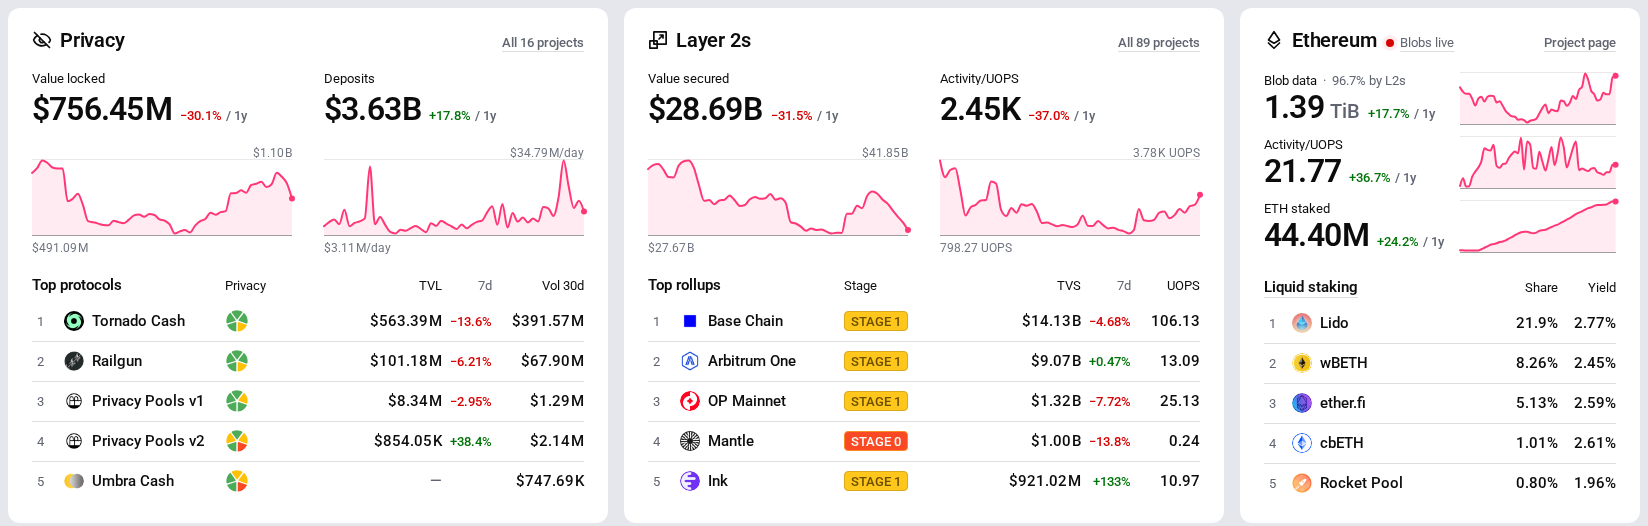 Privacy
All 16 projects
Value locked
$756.45M −30.1% / 1y
Deposits
$3.63B +17.8% / 1y
$1.10B
$491.09M
$34.79M/day
$3.11M/day
Top protocols Privacy TVL 7d Vol 30d
1 Tornado Cash $563.39M −13.6% $391.57M
2 Railgun $101.18M −6.21% $67.90M
3 Privacy Pools v1 $8.34M −2.95% $1.29M
4 Privacy Pools v2 $854.05K +38.4% $2.14M
5 Umbra Cash — $747.69K
Layer 2s
All 89 projects
Value secured
$28.69B −31.5% / 1y
Activity/UOPS
2.45K −37.0% / 1y
$41.85B
$27.67B
3.78K UOPS
798.27 UOPS
Top rollups Stage TVS 7d UOPS
1 Base Chain STAGE 1 $14.13B −4.68% 106.13
2 Arbitrum One STAGE 1 $9.07B +0.47% 13.09
3 OP Mainnet STAGE 1 $1.32B −7.72% 25.13
4 Mantle STAGE 0 $1.00B −13.8% 0.24
5 Ink STAGE 1 $921.02M +133% 10.97
Ethereum Blobs live
Project page
Blob data · 96.7% by L2s
1.39 TiB +17.7% / 1y
Activity/UOPS
21.77 +36.7% / 1y
ETH staked
44.40M +24.2% / 1y
Liquid staking Share Yield
1 Lido 21.9% 2.77%
2 wBETH 8.26% 2.45%
3 ether.fi 5.13% 2.59%
4 cbETH 1.01% 2.61%
5 Rocket Pool 0.80% 1.96%